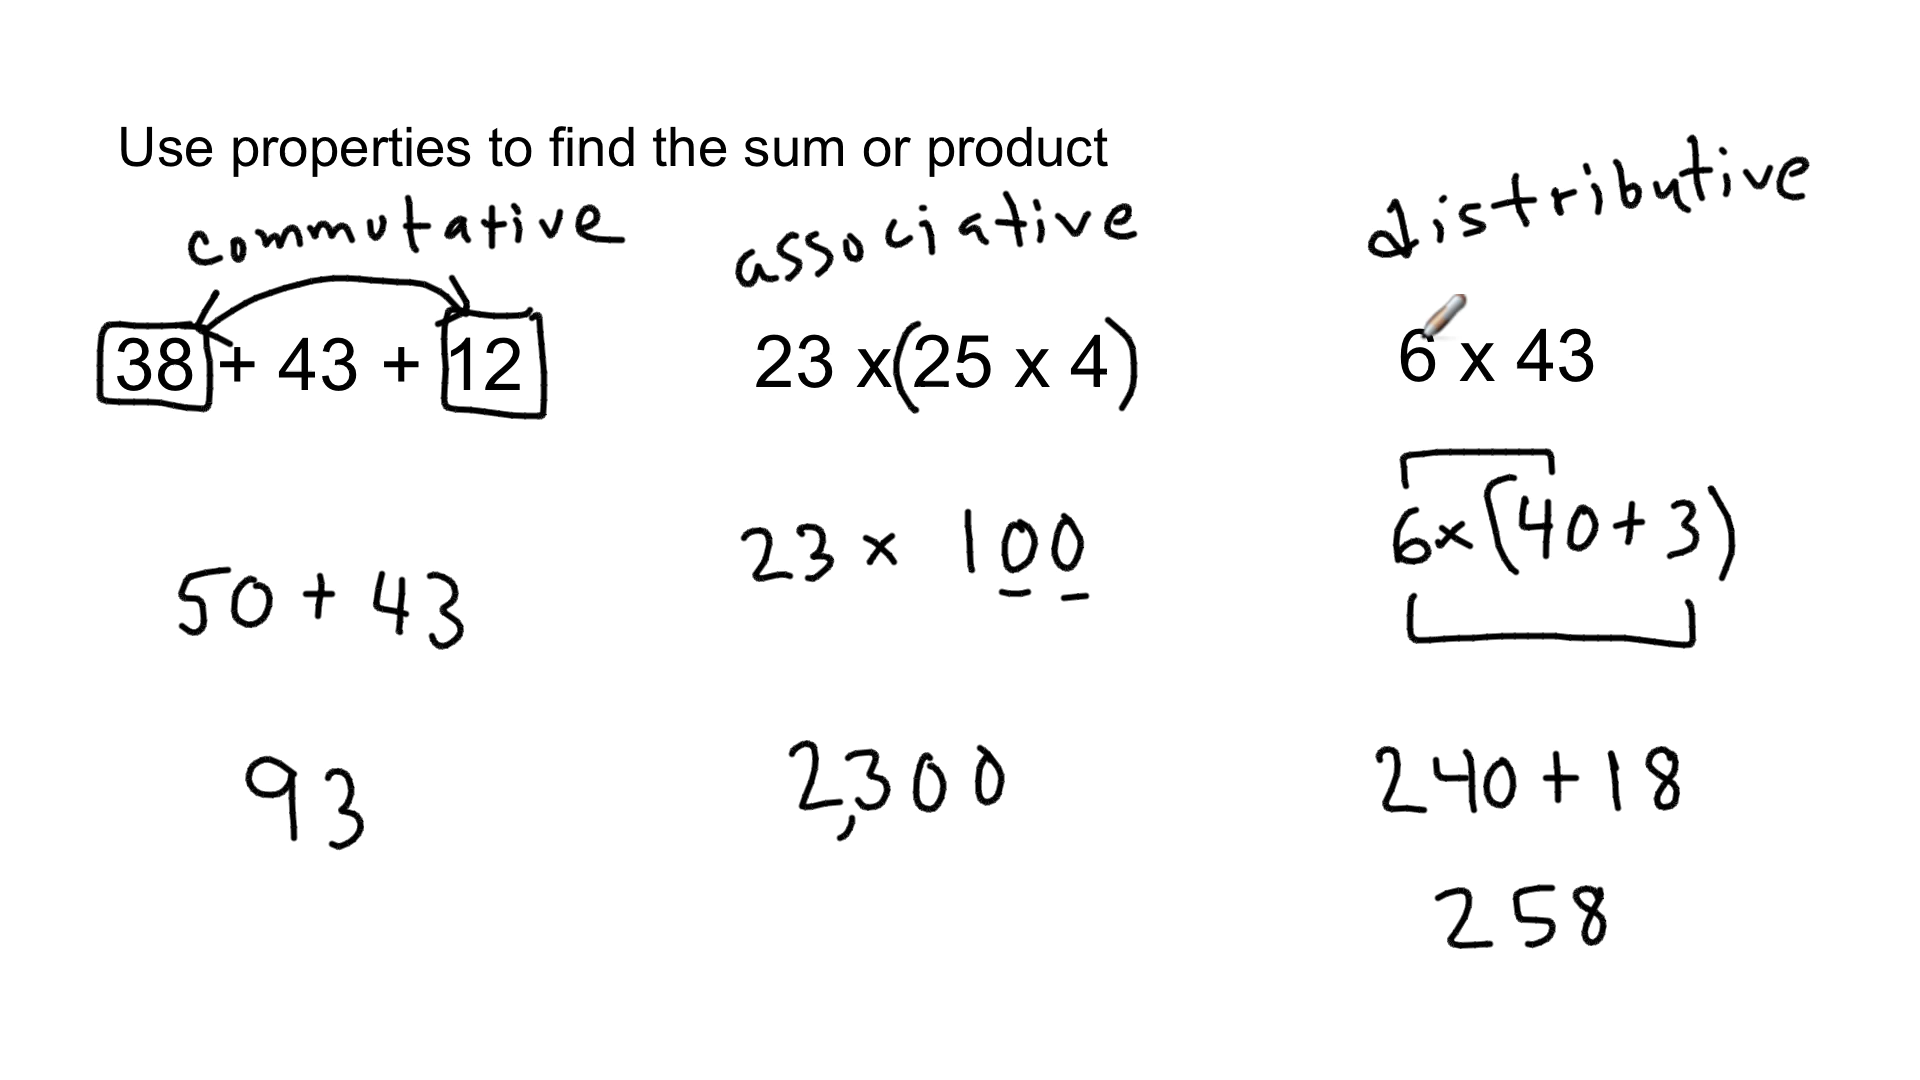 Use properties to find the sum or product
commutative
38 + 43 + 12
50 + 43
93
associative
23 x (25 x 4)
23 x 100
2,300
distributive
6 x 43
6x(40+3)
240+18
258